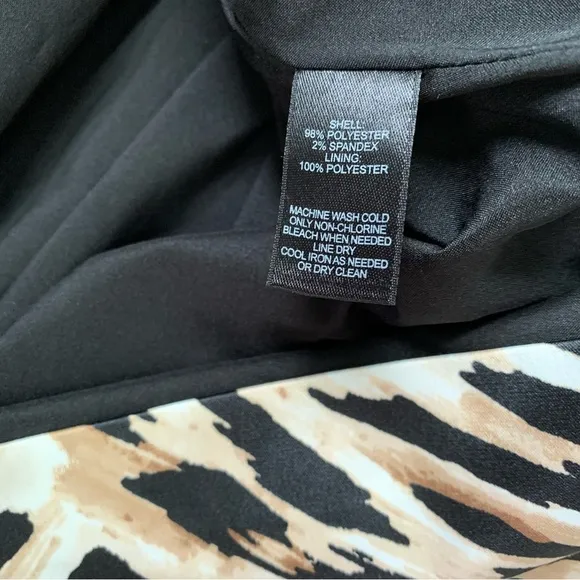 SHELL:
98% POLYESTER
2% SPANDEX
LINING:
100% POLYESTER
MACHINE WASH COLD
ONLY NON-CHLORINE
BLEACH WHEN NEEDED
LINE DRY
COOL IRON AS NEEDED
OR DRY CLEAN